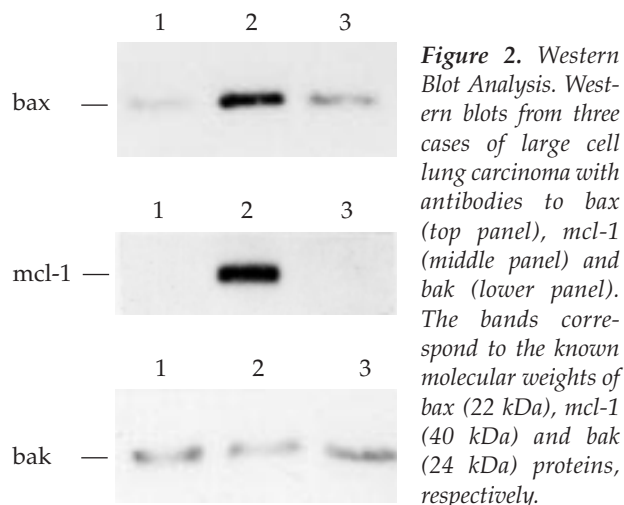 1 2 3
bax —
1 2 3
mcl-1 —
1 2 3
bak —
Figure 2. Western
Blot Analysis. West-
ern blots from three
cases of large cell
lung carcinoma with
antibodies to bax
(top panel), mcl-1
(middle panel) and
bak (lower panel).
The bands corre-
spond to the known
molecular weights of
bax (22 kDa), mcl-1
(40 kDa) and bak
(24 kDa) proteins,
respectively.